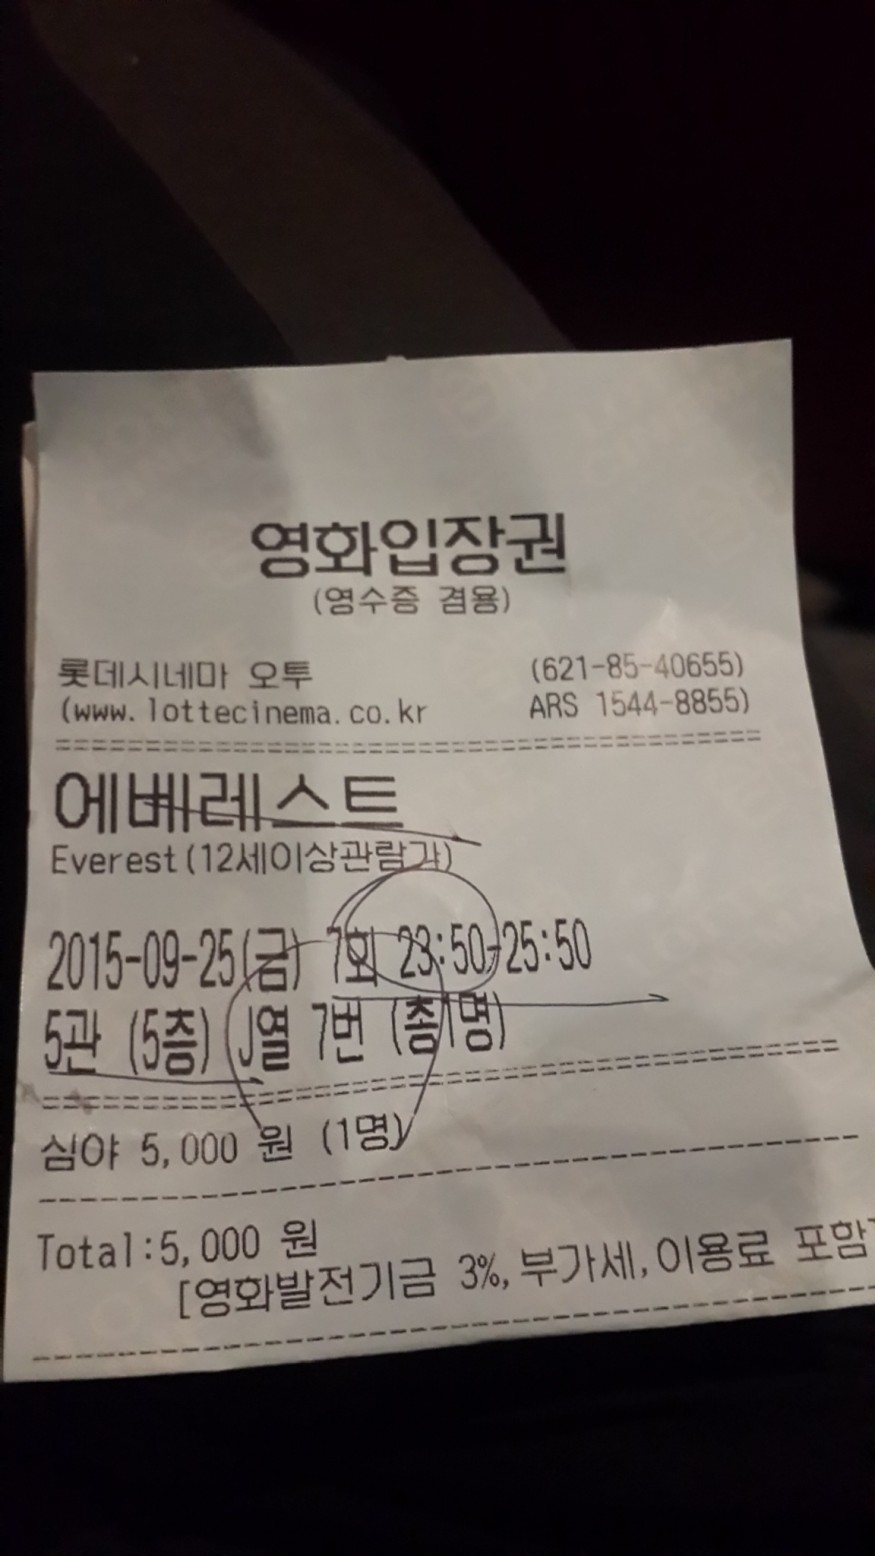 영화입장권
(영수증 겸용)
롯데시네마 오투 (621-85-40655)
(www.lottecinema.co.kr ARS 1544-8855)
에베레스트
Everest(12세이상관람가)
2015-09-25(금) 7회 23:50-25:50
5관 (5층) J열 7번 (총1명)
심야 5,000 원 (1명)
Total:5,000 원
[영화발전기금 3%,부가세,이용료 포함]